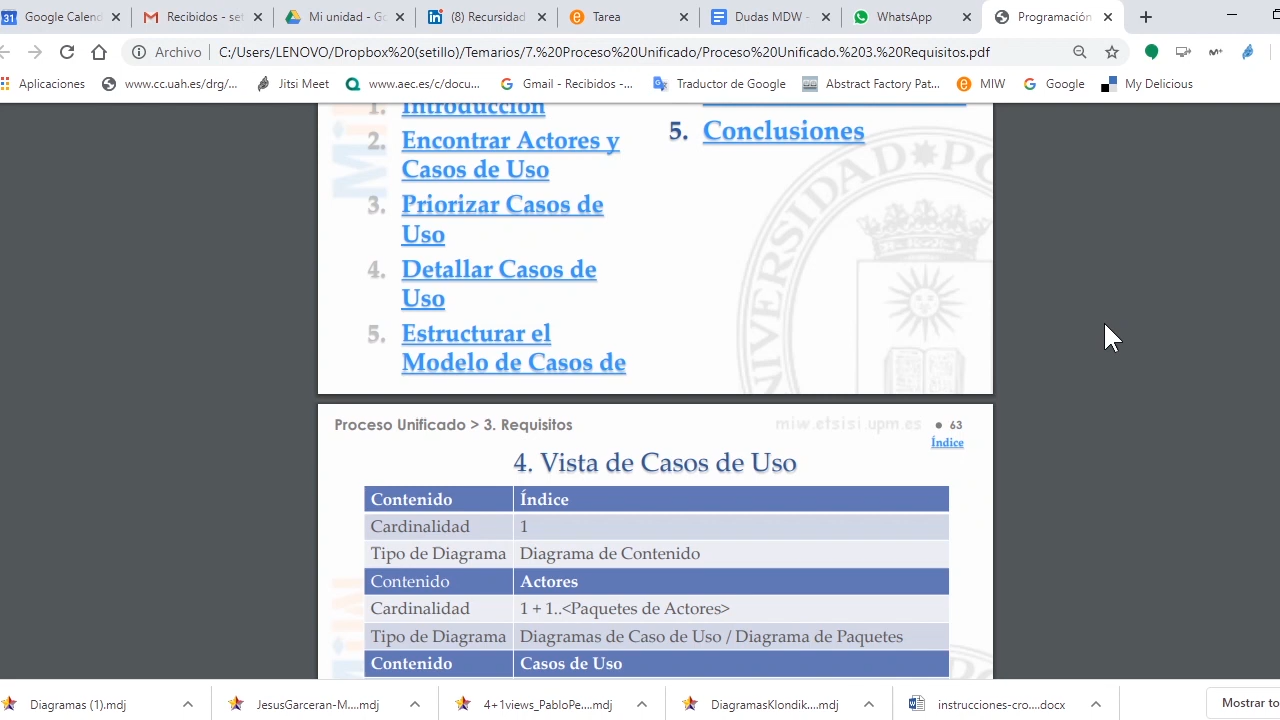 Google Calend
Recibidos - set
Mi unidad - Go
(8) Recursidad
Tarea
Dudas MDW -
WhatsApp
Programación
Archivo
C:/Users/LENOVO/Dropbox%20(setillo)/Temarios/7.%20Proceso%20Unificado/Proceso%20Unificado.%203.%20Requisitos.pdf
Aplicaciones
www.cc.uah.es/drg/...
Jitsi Meet
www.aec.es/c/docu...
Gmail - Recibidos -...
Traductor de Google
Abstract Factory Pat...
MIW
Google
My Delicious
1. Introducción
2. Encontrar Actores y
Casos de Uso
3. Priorizar Casos de
Uso
4. Detallar Casos de
Uso
5. Estructurar el
Modelo de Casos de
5. Conclusiones
Proceso Unificado > 3. Requisitos
miw.etsisi.upm.es
63
Índice
4. Vista de Casos de Uso
Contenido Índice
Cardinalidad 1
Tipo de Diagrama Diagrama de Contenido
Contenido Actores
Cardinalidad 1 + 1..<Paquetes de Actores>
Tipo de Diagrama Diagramas de Caso de Uso / Diagrama de Paquetes
Contenido Casos de Uso
Diagramas (1).mdj
JesusGarceran-M....mdj
4+1views_PabloPe....mdj
DiagramasKlondik....mdj
instrucciones-cro....docx
Mostrar to